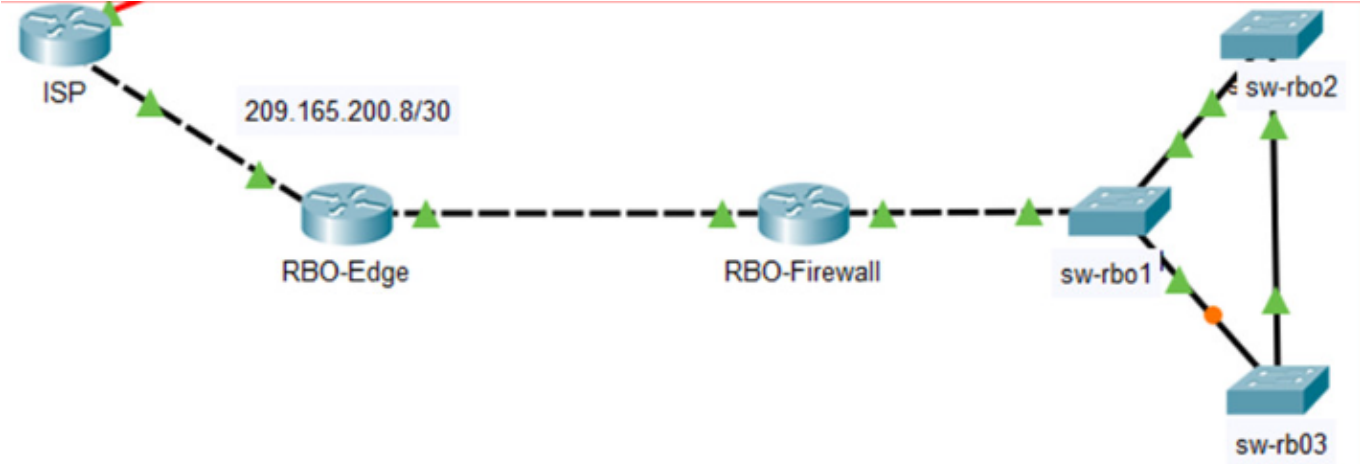 ISP
209.165.200.8/30
sw-rbo2
RBO-Edge
RBO-Firewall
sw-rbo1
sw-rb03